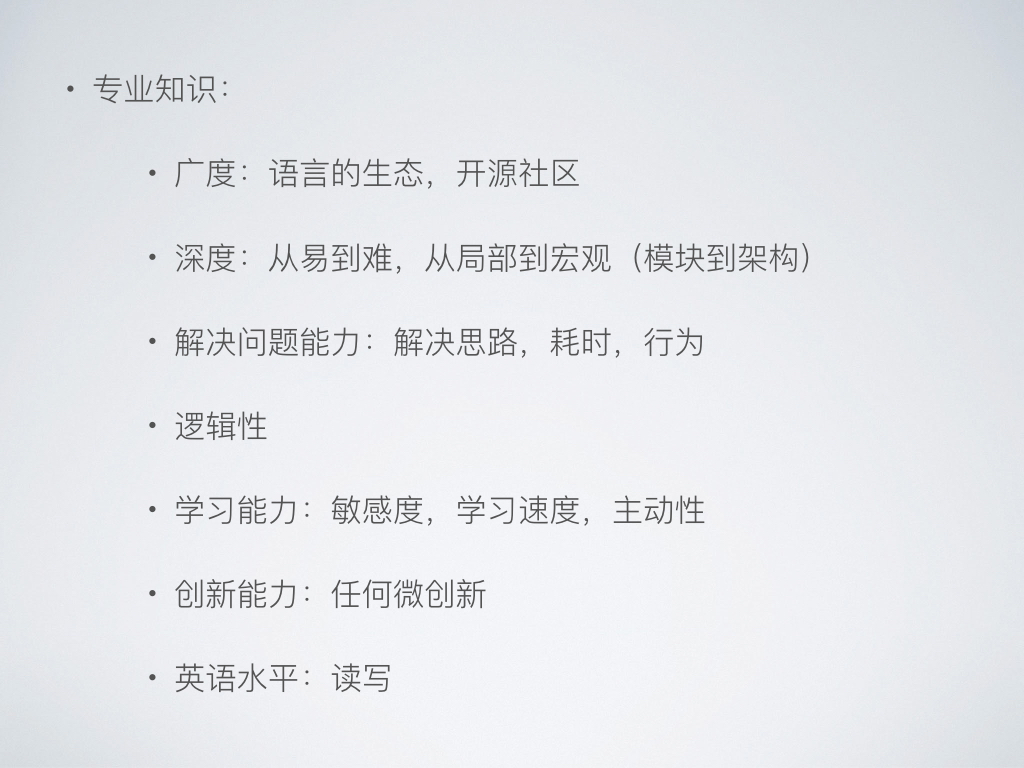 • 专业知识：
• 广度：语言的生态，开源社区
• 深度：从易到难，从局部到宏观（模块到架构）
• 解决问题能力：解决思路，耗时，行为
• 逻辑性
• 学习能力：敏感度，学习速度，主动性
• 创新能力：任何微创新
• 英语水平：读写